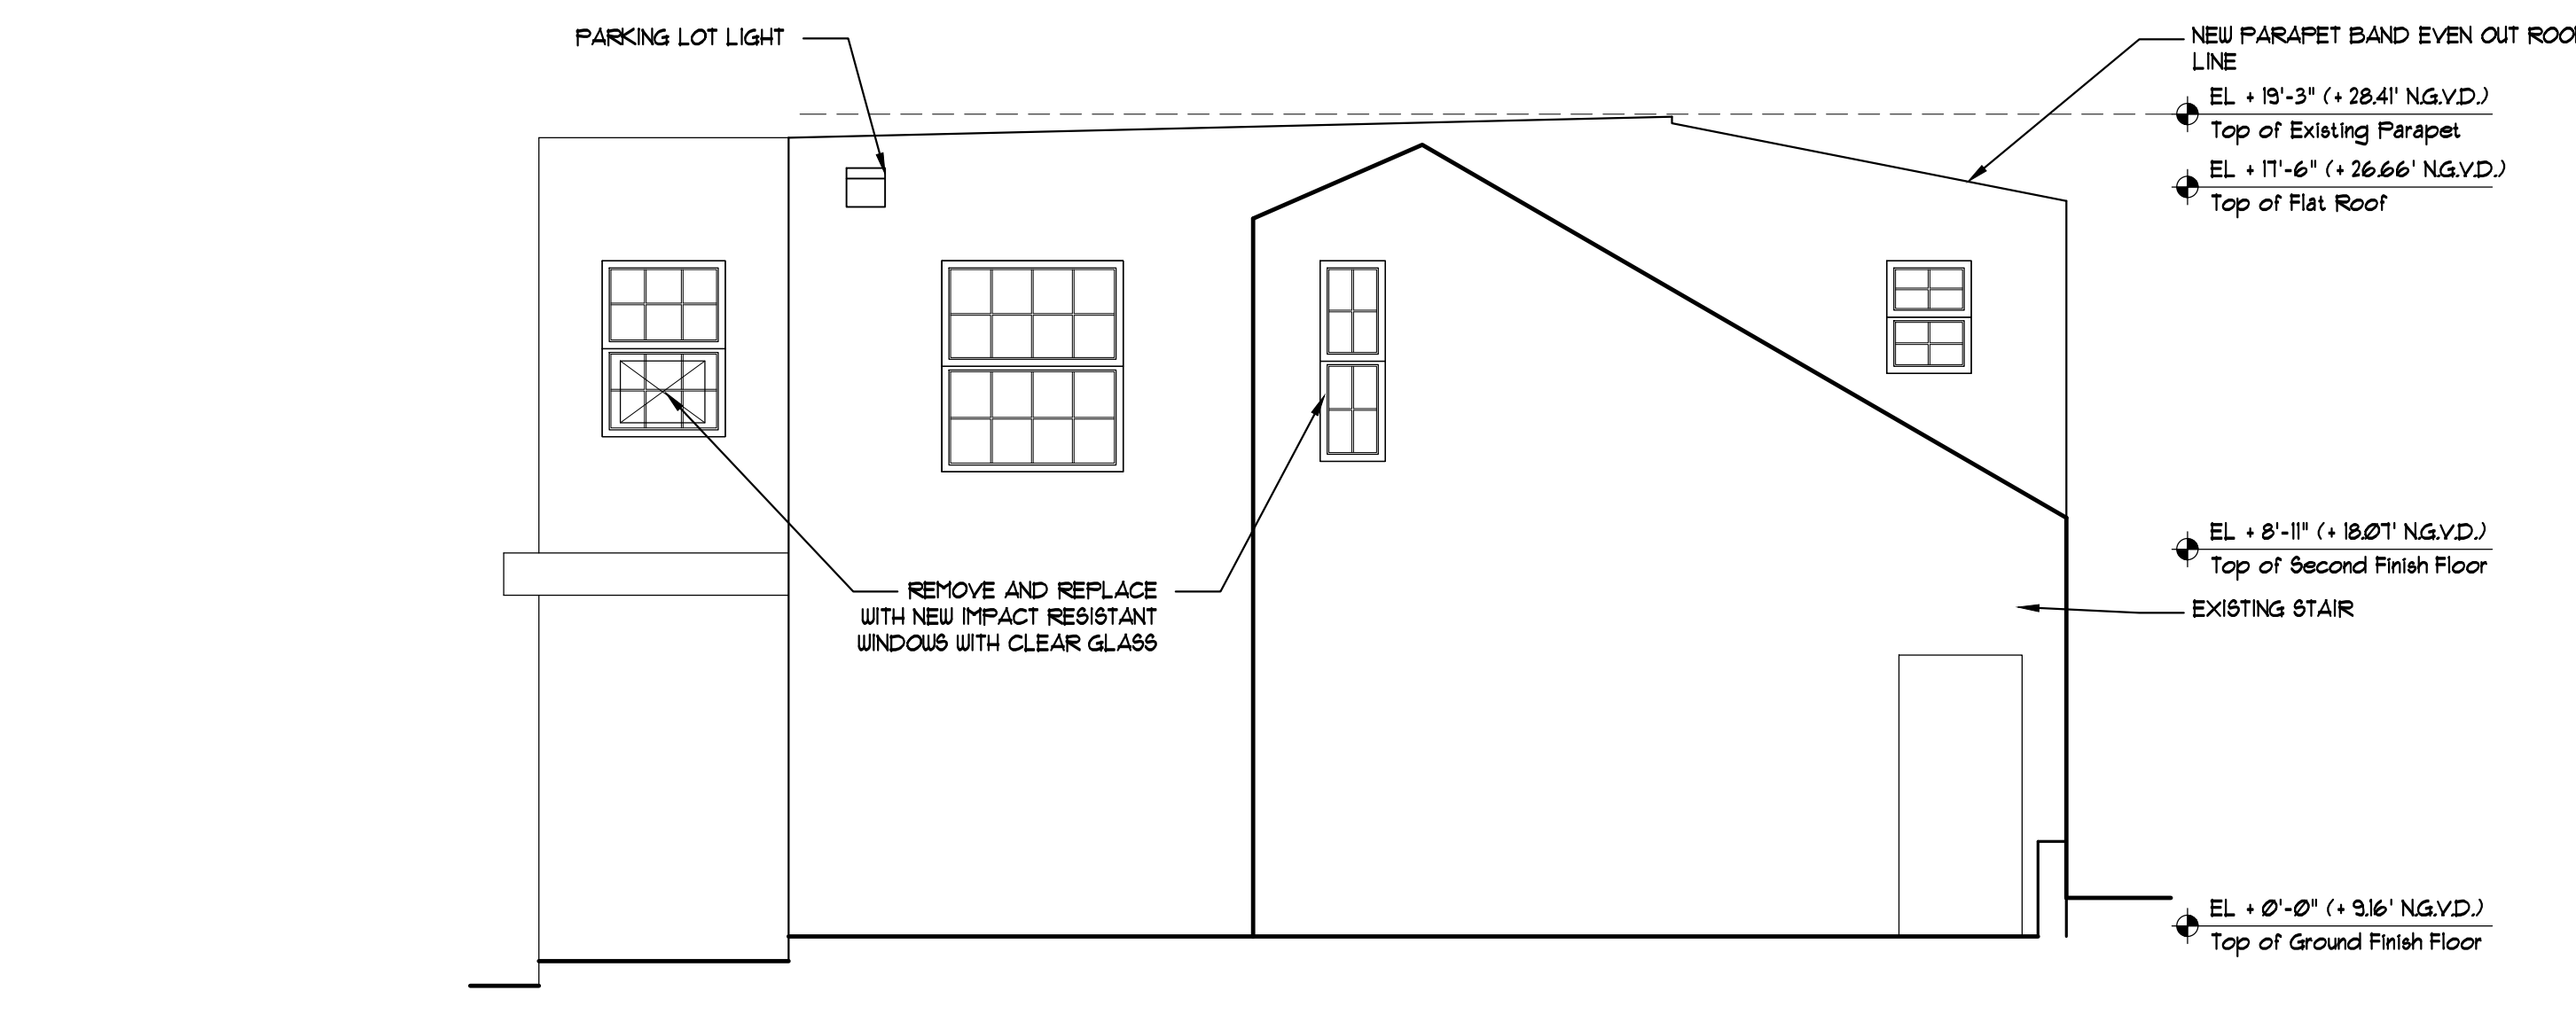 PARKING LOT LIGHT
NEW PARAPET BAND EVEN OUT ROOF
LINE
EL + 19'-3" (+ 28.41' N.G.V.D.)
Top of Existing Parapet
EL + 17'-6" (+ 26.66' N.G.V.D.)
Top of Flat Roof
EL + 8'-11" (+ 18.07' N.G.V.D.)
Top of Second Finish Floor
REMOVE AND REPLACE
WITH NEW IMPACT RESISTANT
WINDOWS WITH CLEAR GLASS
EXISTING STAIR
EL + 0'-0" (+ 9.16' N.G.V.D.)
Top of Ground Finish Floor